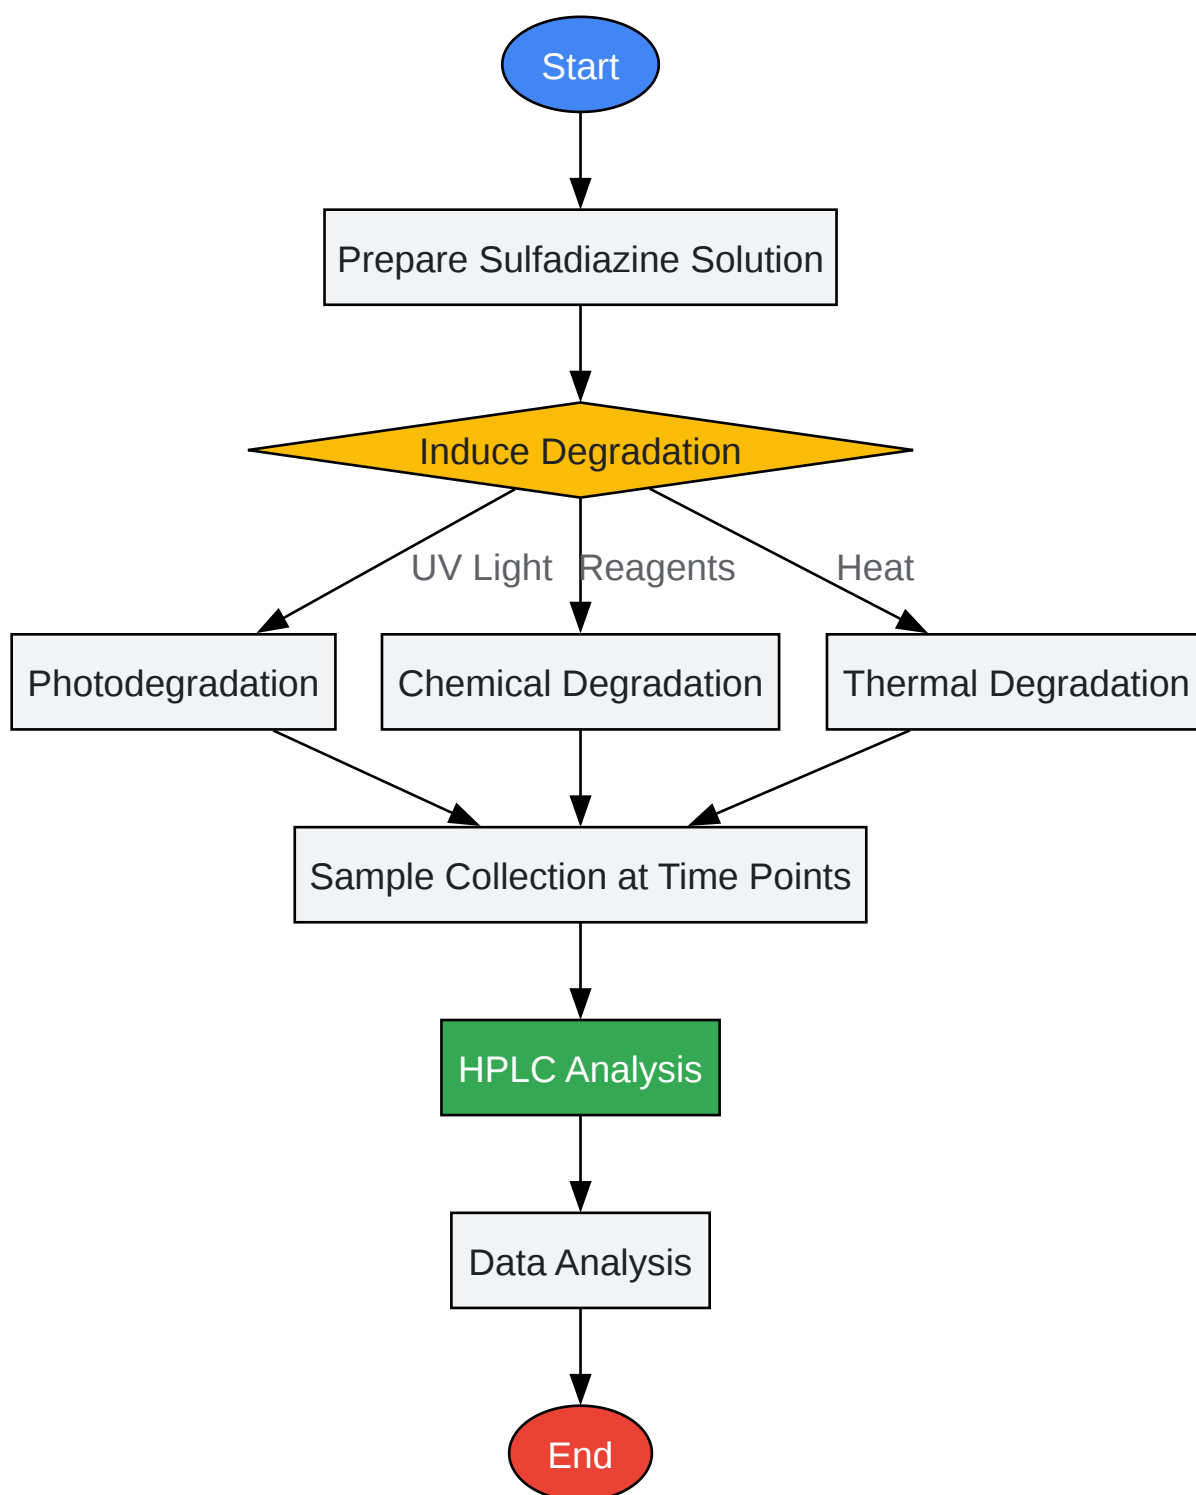 Start
Prepare Sulfadiazine Solution
Induce Degradation
UV Light
Reagents
Heat
Photodegradation
Chemical Degradation
Thermal Degradation
Sample Collection at Time Points
HPLC Analysis
Data Analysis
End